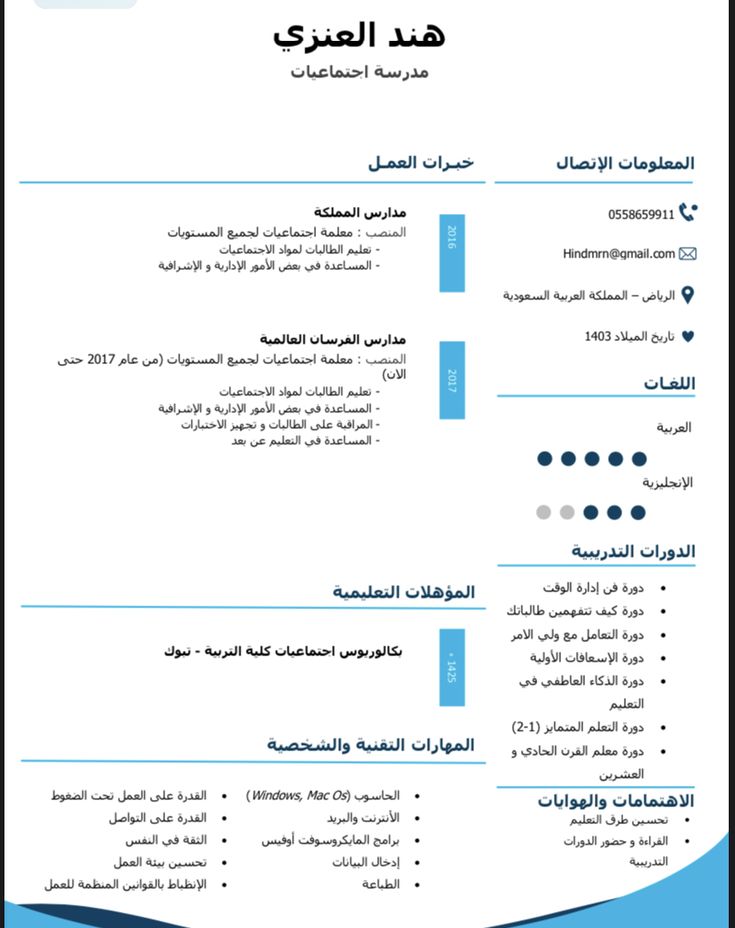 هند العنزي
مدرسة اجتماعيات
المعلومات الإتصال
0558659911
Hindmrn@gmail.com
الرياض – المملكة العربية السعودية
تاريخ الميلاد 1403
اللغات
العربية
الإنجليزية
الدورات التدريبية
• دورة فن إدارة الوقت
• دورة كيف تتفهمين طالباتك
• دورة التعامل مع ولي الامر
• دورة الإسعافات الأولية
• دورة الذكاء العاطفي في
التعليم
• دورة التعلم المتمايز (1-2)
• دورة معلم القرن الحادي و
العشرين
الاهتمامات والهوايات
• تحسين طرق التعليم
• القراءة و حضور الدورات
التدريبية
خبرات العمل
2016
مدارس المملكة
المنصب : معلمة اجتماعيات لجميع المستويات
- تعليم الطالبات لمواد الاجتماعيات
- المساعدة في بعض الأمور الإدارية و الإشرافية
2017
مدارس الفرسان العالمية
المنصب : معلمة اجتماعيات لجميع المستويات (من عام 2017 حتى
الان)
- تعليم الطالبات لمواد الاجتماعيات
- المساعدة في بعض الأمور الإدارية و الإشرافية
- المراقبة على الطالبات و تجهيز الاختبارات
- المساعدة في التعليم عن بعد
المؤهلات التعليمية
1425 *
بكالوريوس اجتماعيات كلية التربية - تبوك
المهارات التقنية والشخصية
• الحاسوب (Windows, Mac Os)
• الأنترنت والبريد
• برامج المايكروسوفت أوفيس
• إدخال البيانات
• الطباعة
• القدرة على العمل تحت الضغوط
• القدرة على التواصل
• الثقة في النفس
• تحسين بيئة العمل
• الإنظباط بالقوانين المنظمة للعمل